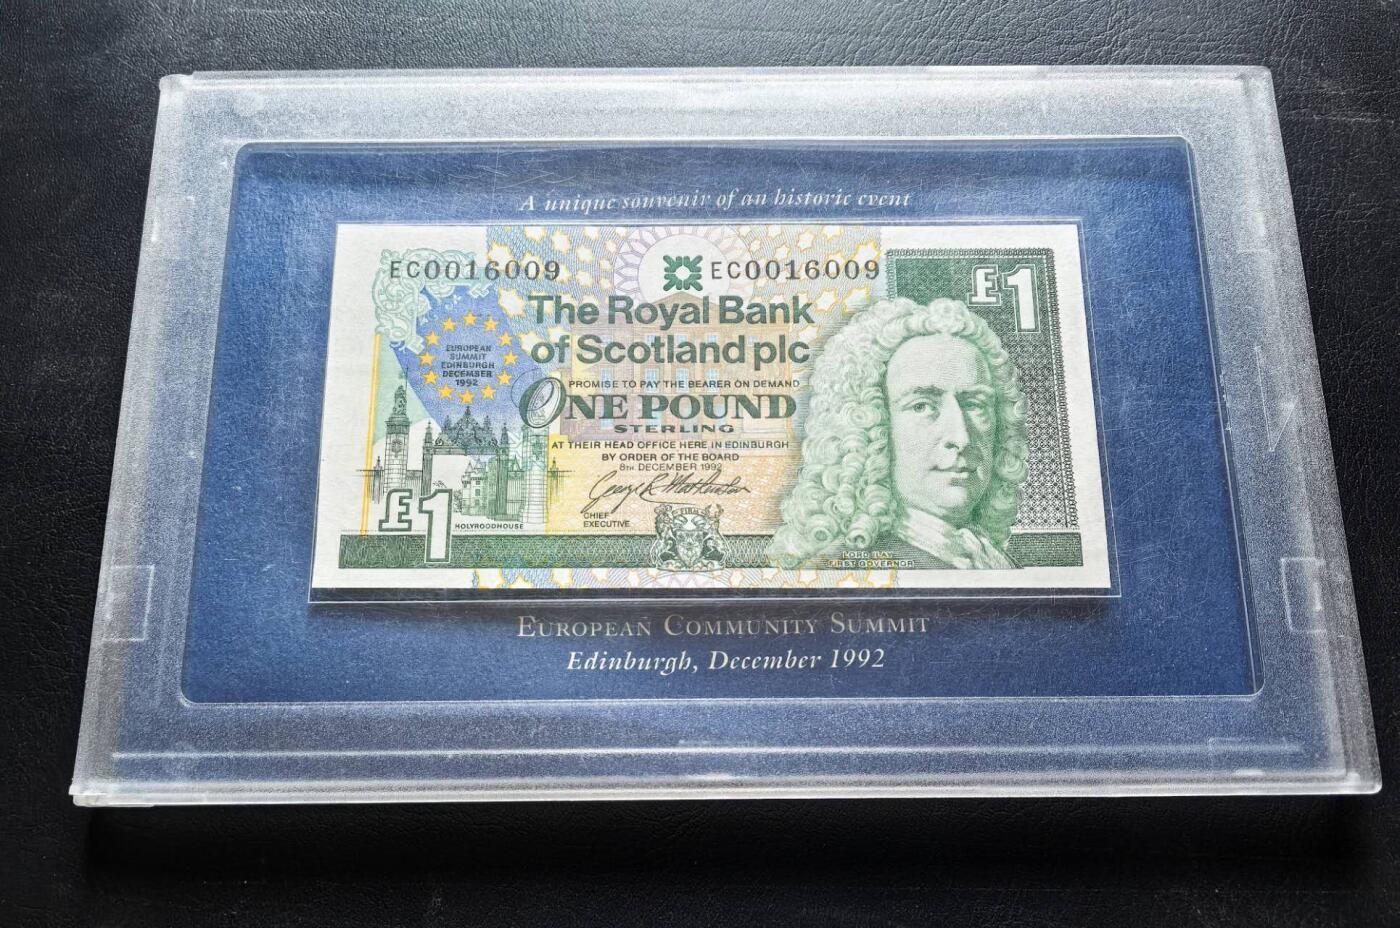 A unique souvenir of an historic event
EC0016009
EC0016009
£1
The Royal Bank
of Scotland plc
EUROPEAN
SUMMIT
EDINBURGH
DECEMBER
1992
PROMISE TO PAY THE BEARER ON DEMAND
ONE POUND
STERLING
AT THEIR HEAD OFFICE HERE IN EDINBURGH
BY ORDER OF THE BOARD
8TH DECEMBER 1992
George R Mathewson
CHIEF
EXECUTIVE
£1
HOLYROODHOUSE
FIRM
LORD ILAY
FIRST GOVERNOR
EUROPEAN COMMUNITY SUMMIT
Edinburgh, December 1992